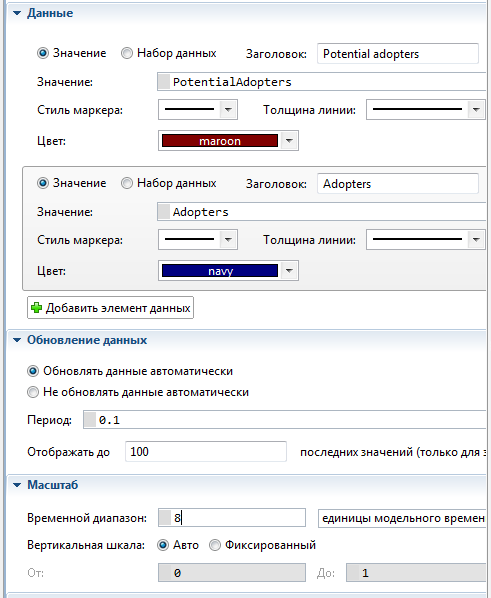 Данные
Значение Набор данных Заголовок: Potential adopters
Значение: PotentialAdopters
Стиль маркера: Толщина линии:
Цвет: maroon
Значение Набор данных Заголовок: Adopters
Значение: Adopters
Стиль маркера: Толщина линии:
Цвет: navy
Добавить элемент данных
Обновление данных
Обновлять данные автоматически
Не обновлять данные автоматически
Период: 0.1
Отображать до 100 последних значений (только для
Масштаб
Временной диапазон: 8 единицы модельного времен
Вертикальная шкала: Авто Фиксированный
От: 0 До: 1